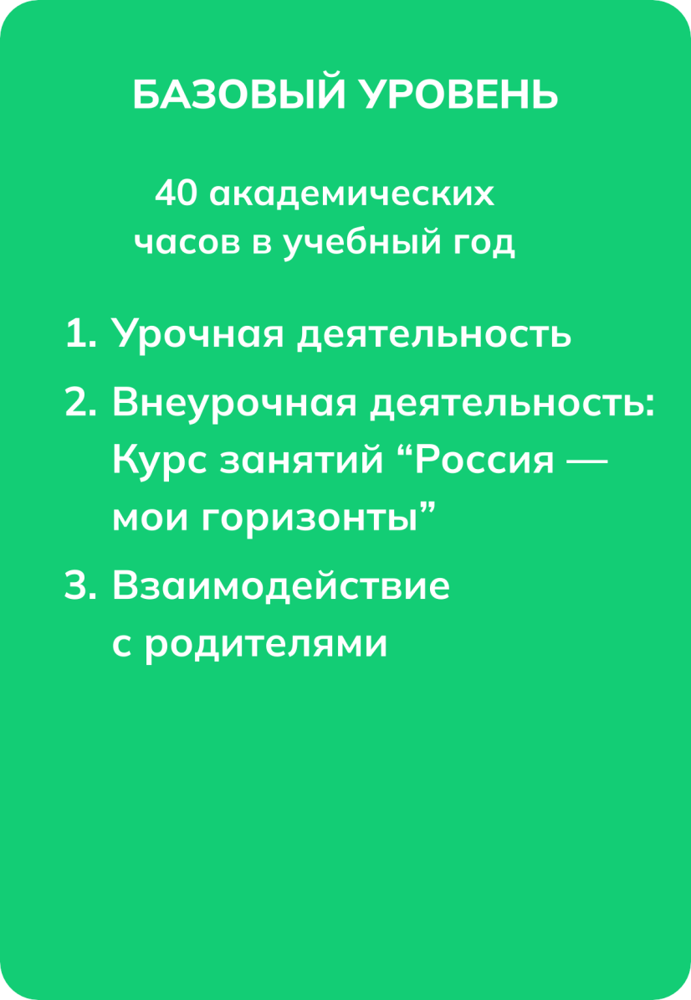 БАЗОВЫЙ УРОВЕНЬ
40 академических
часов в учебный год
1. Урочная деятельность
2. Внеурочная деятельность:
Курс занятий “Россия —
мои горизонты”
3. Взаимодействие
с родителями